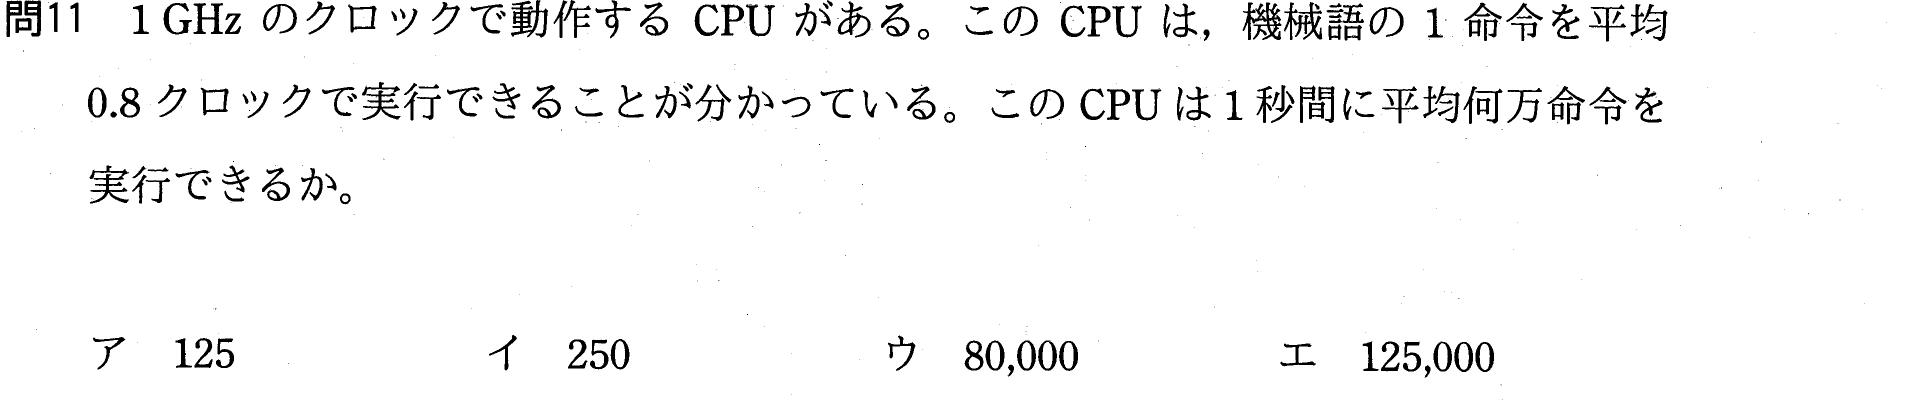 問11　1 GHz のクロックで動作する CPU がある。この CPU は，機械語の 1 命令を平均
0.8 クロックで実行できることが分かっている。この CPU は 1 秒間に平均何万命令を
実行できるか。
ア　125　イ　250　ウ　80,000　エ　125,000